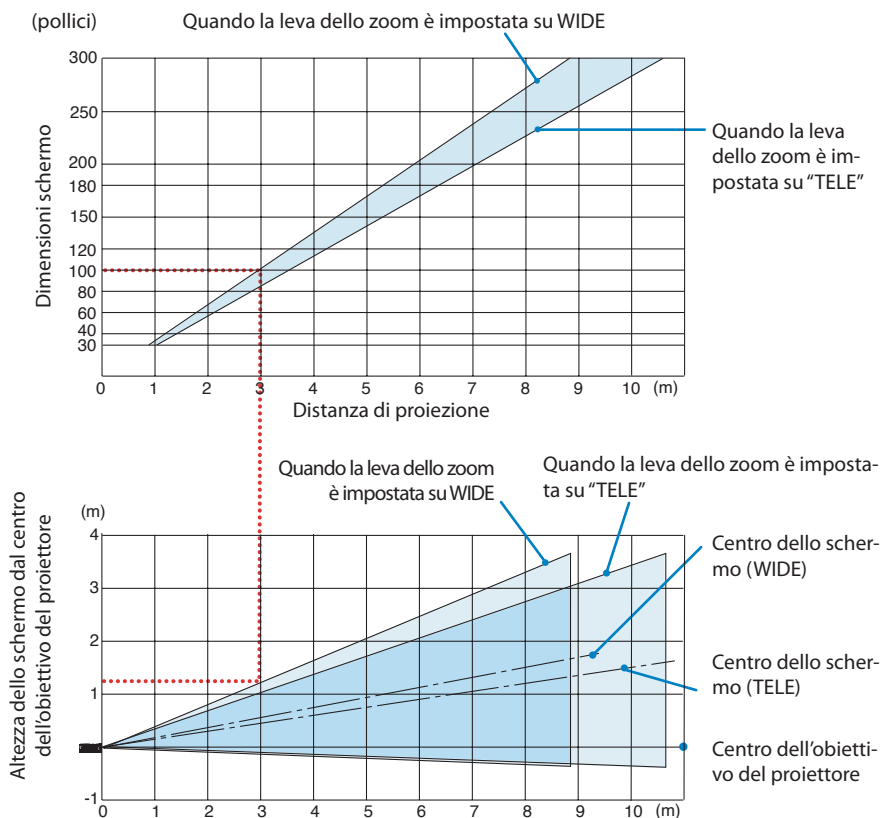 (pollici)
Quando la leva dello zoom è impostata su WIDE
300
250
200
180
150
120
100
80
60
40
30
Dimensioni schermo
Quando la leva
dello zoom è im-
postata su “TELE”
0 1 2 3 4 5 6 7 8 9 10 (m)
Distanza di proiezione
Quando la leva dello zoom
è impostata su WIDE
Quando la leva dello zoom è imposta-
ta su “TELE”
Altezza dello schermo dal centro
dell'obiettivo del proiettore
(m)
4
3
2
1
0
-1
Centro dello scher-
mo (WIDE)
Centro dello scher-
mo (TELE)
Centro dell'obietti-
vo del proiettore
0 1 2 3 4 5 6 7 8 9 10 (m)